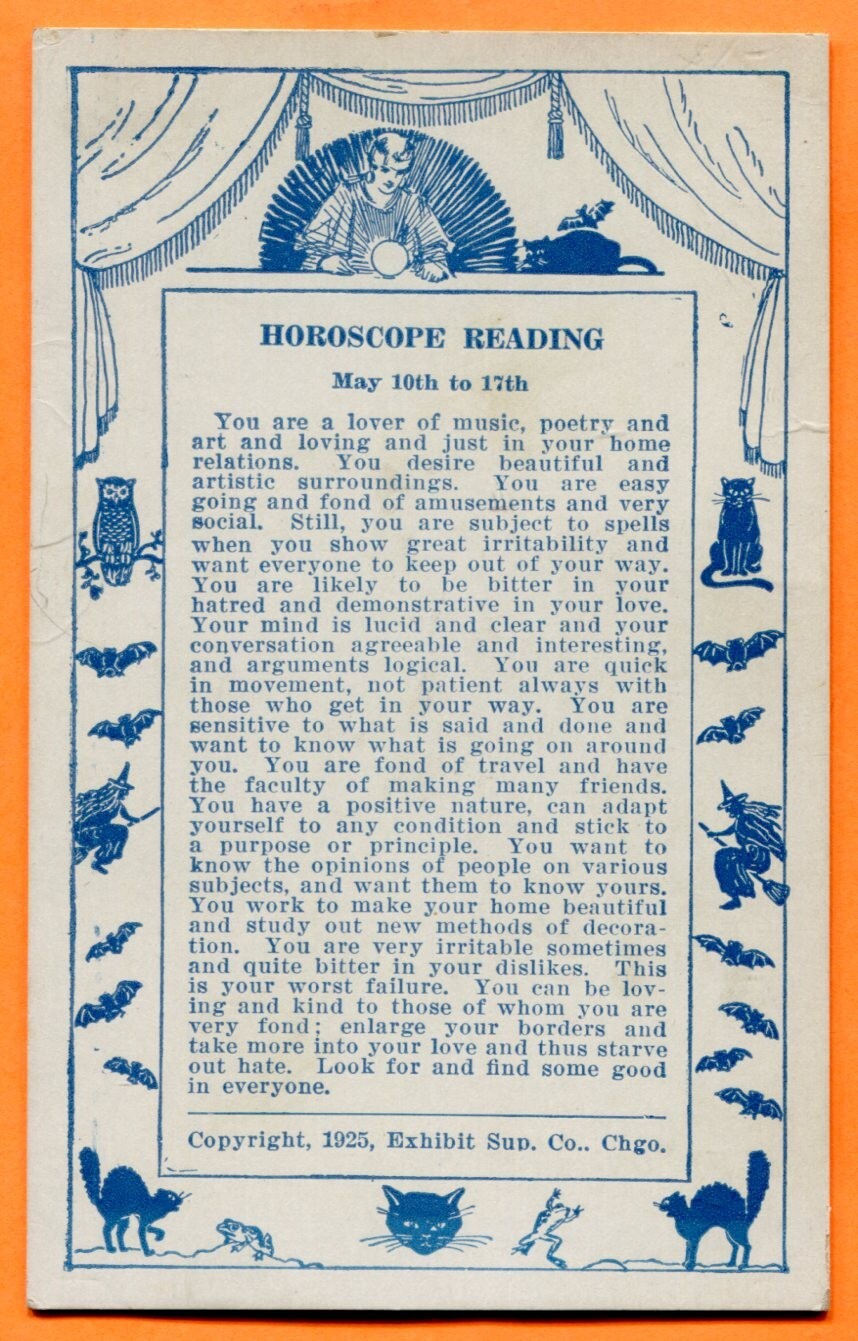 HOROSCOPE READING
May 10th to 17th
You are a lover of music, poetry and
art and loving and just in your home
relations. You desire beautiful and
artistic surroundings. You are easy
going and fond of amusements and very
social. Still, you are subject to spells
when you show great irritability and
want everyone to keep out of your way.
You are likely to be bitter in your
hatred and demonstrative in your love.
Your mind is lucid and clear and your
conversation agreeable and interesting,
and arguments logical. You are quick
in movement, not patient always with
those who get in your way. You are
sensitive to what is said and done and
want to know what is going on around
you. You are fond of travel and have
the faculty of making many friends.
You have a positive nature, can adapt
yourself to any condition and stick to
a purpose or principle. You want to
know the opinions of people on various
subjects, and want them to know yours.
You work to make your home beautiful
and study out new methods of decora-
tion. You are very irritable sometimes
and quite bitter in your dislikes. This
is your worst failure. You can be lov-
ing and kind to those of whom you are
very fond; enlarge your borders and
take more into your love and thus starve
out hate. Look for and find some good
in everyone.
Copyright, 1925, Exhibit Sup. Co.. Chgo.